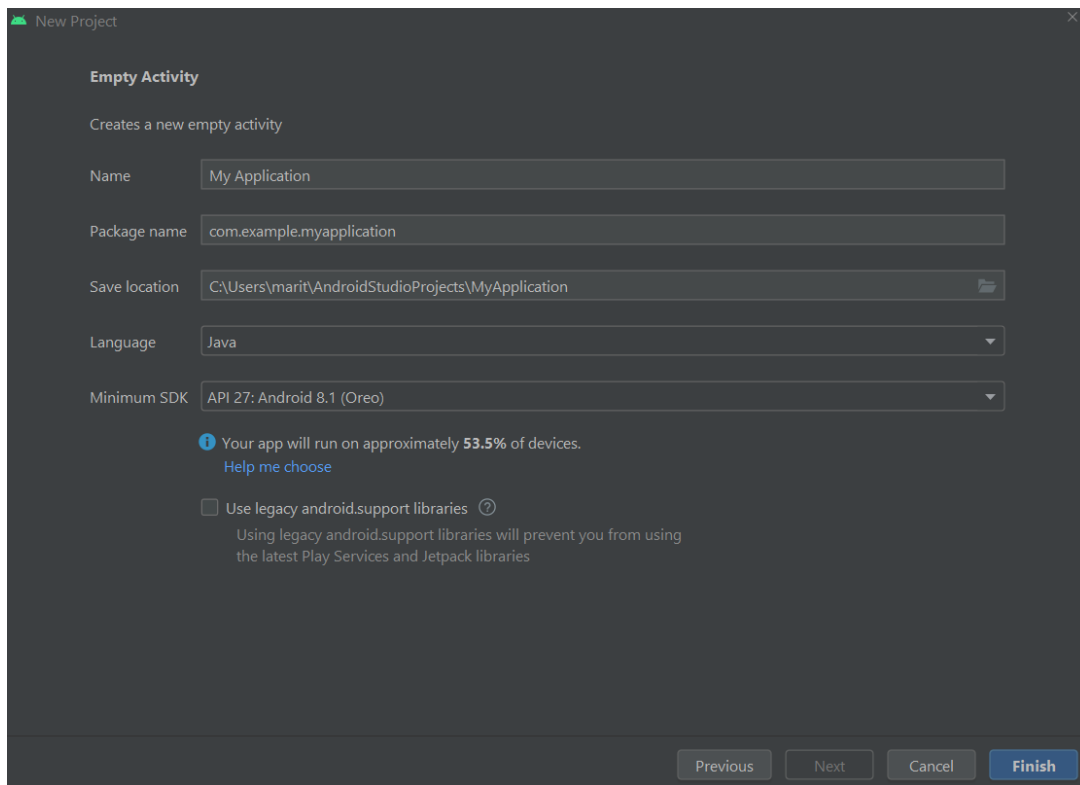 New Project
Empty Activity
Creates a new empty activity
Name My Application
Package name com.example.myapplication
Save location C:\Users\marit\AndroidStudioProjects\MyApplication
Language Java
Minimum SDK API 27: Android 8.1 (Oreo)
i Your app will run on approximately 53.5% of devices.
Help me choose
Use legacy android.support libraries ?
Using legacy android.support libraries will prevent you from using
the latest Play Services and Jetpack libraries
Previous Next Cancel Finish